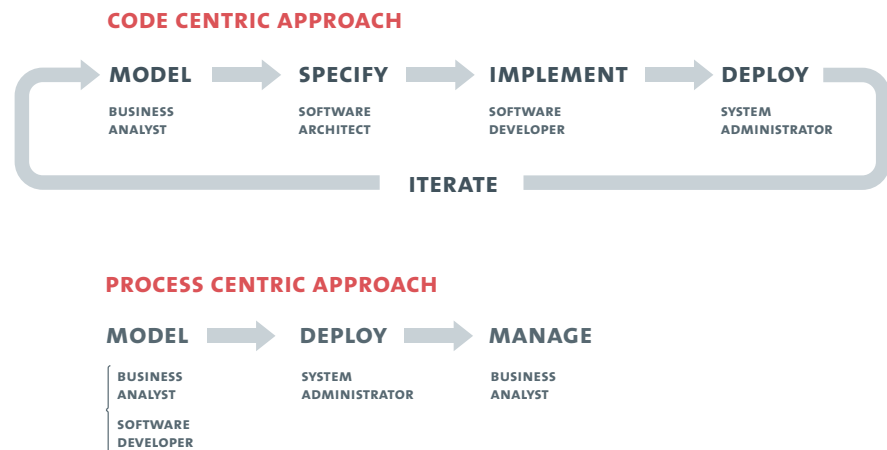 CODE CENTRIC APPROACH
MODEL
SPECIFY
IMPLEMENT
DEPLOY
BUSINESS
ANALYST
SOFTWARE
ARCHITECT
SOFTWARE
DEVELOPER
SYSTEM
ADMINISTRATOR
ITERATE
PROCESS CENTRIC APPROACH
MODEL
DEPLOY
MANAGE
BUSINESS
ANALYST
SOFTWARE
DEVELOPER
SYSTEM
ADMINISTRATOR
BUSINESS
ANALYST